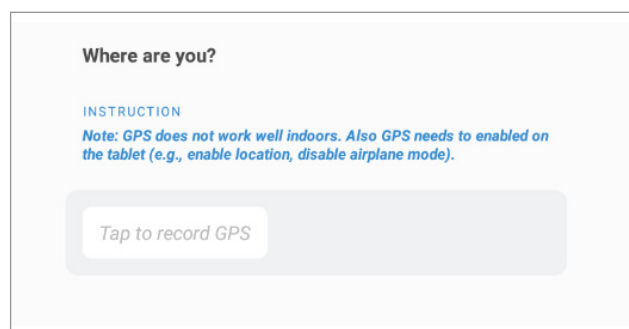 Where are you?
INSTRUCTION
Note: GPS does not work well indoors. Also GPS needs to enabled on
the tablet (e.g., enable location, disable airplane mode).
Tap to record GPS